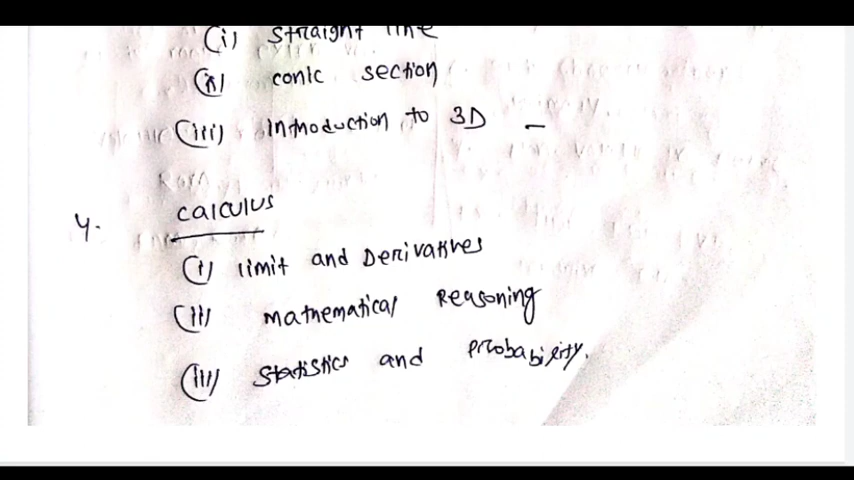 (i) straight line
(ii) conic section
(iii) Introduction to 3D –
4. calculus
(i) limit and Derivatives
(ii) mathematical Reasoning
(iii) statistics and probability.